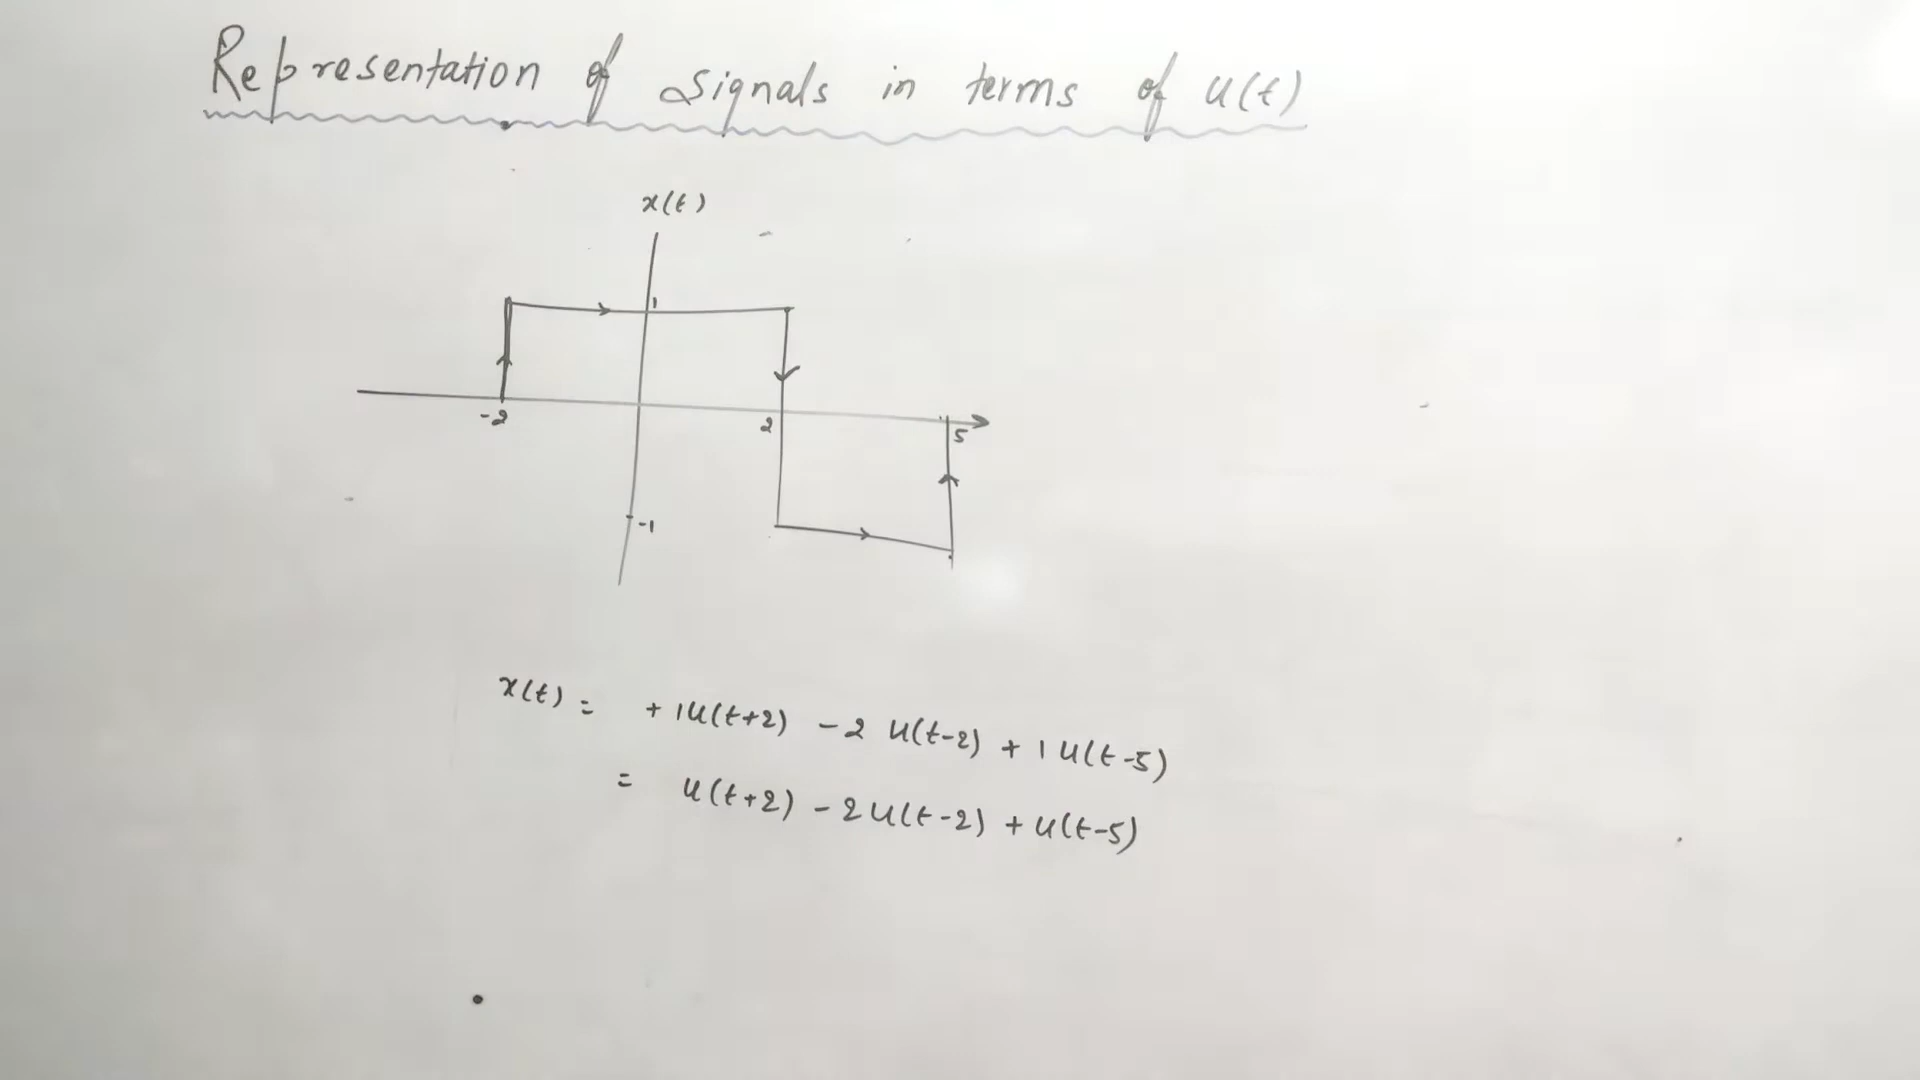 Representation of signals in terms of u(t)
x(t)
1
-2
2
5
-1
x(t) = +1u(t+2) -2 u(t-2) + 1 u(t-5)
= u(t+2) - 2u(t-2) + u(t-5)